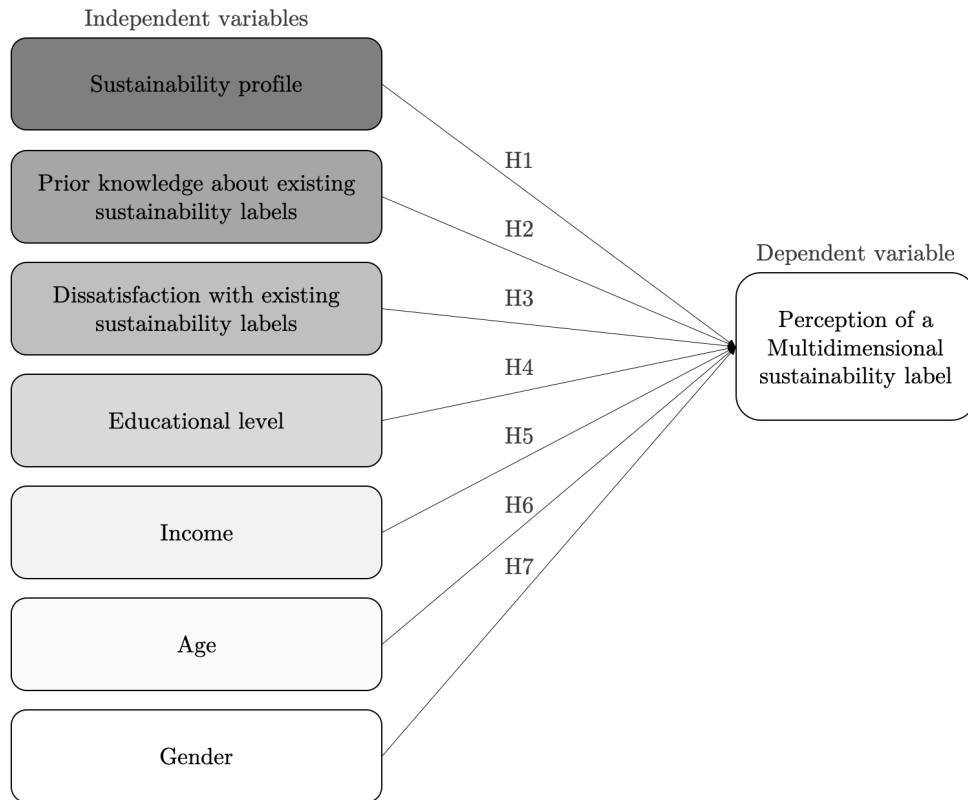 Independent variables
Sustainability profile
Prior knowledge about existing
sustainability labels
Dissatisfaction with existing
sustainability labels
Educational level
Income
Age
Gender
H1
H2
H3
H4
H5
H6
H7
Dependent variable
Perception of a
Multidimensional
sustainability label